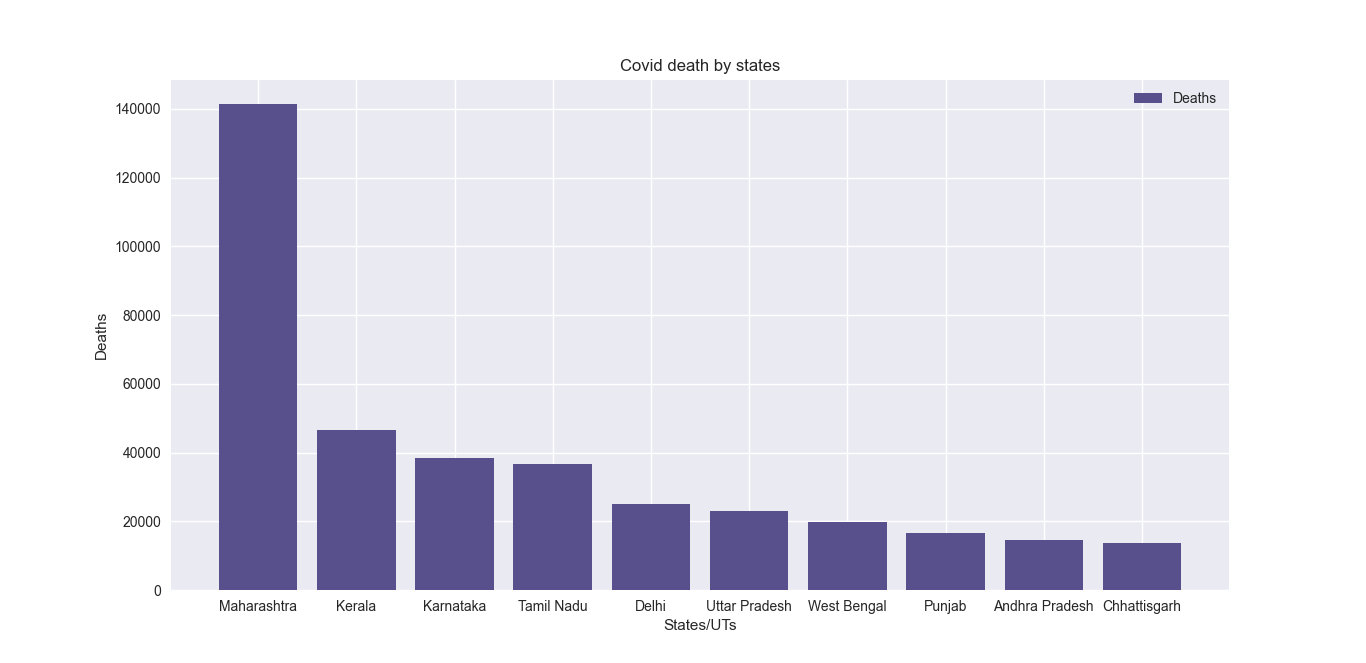 Covid death by states
Deaths
140000
120000
100000
80000
60000
40000
20000
0
Deaths
Maharashtra Kerala Karnataka Tamil Nadu Delhi Uttar Pradesh West Bengal Punjab Andhra Pradesh Chhattisgarh
States/UTs